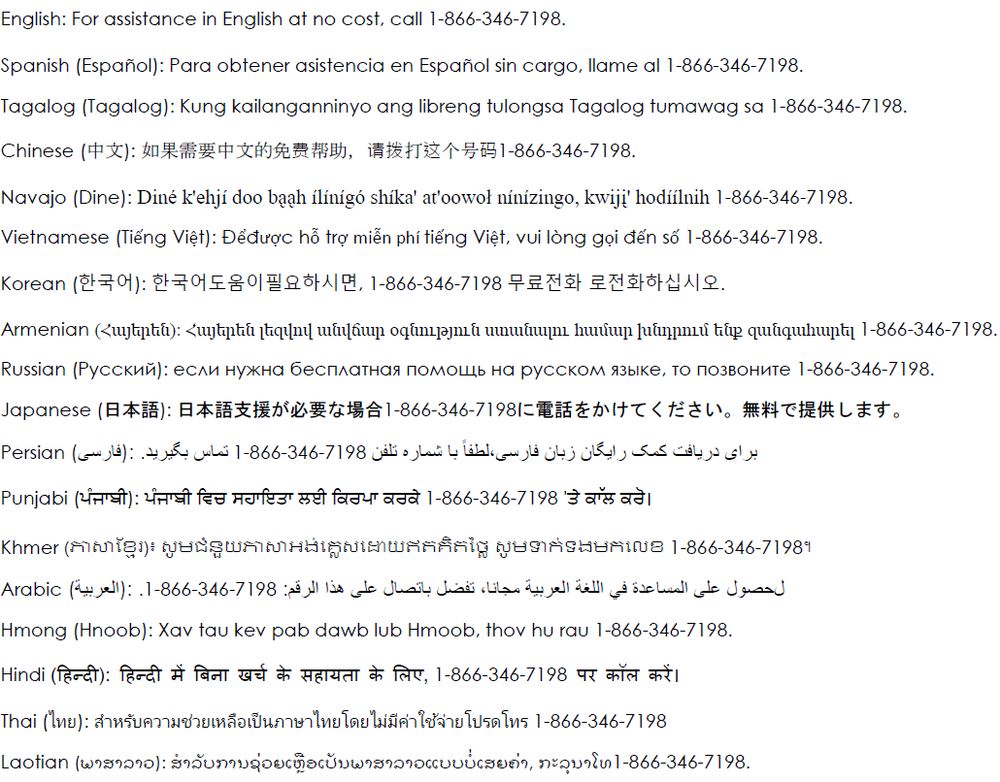 English: For assistance in English at no cost, call 1-866-346-7198.
Spanish (Español): Para obtener asistencia en Español sin cargo, llame al 1-866-346-7198.
Tagalog (Tagalog): Kung kailanganninyo ang libreng tulongsa Tagalog tumawag sa 1-866-346-7198.
Chinese (中文): 如果需要中文的免费帮助，请拨打这个号码1-866-346-7198.
Navajo (Dine): Diné k'ehjí doo bąąh ílínígó shíka' at'oowoł nínízingo, kwijį' hodíílnih 1-866-346-7198.
Vietnamese (Tiếng Việt): Đểđược hỗ trợ miễn phí tiếng Việt, vui lòng gọi đến số 1-866-346-7198.
Korean (한국어): 한국어도움이필요하시면, 1-866-346-7198 무료전화 로전화하십시오.
Armenian (Հայերեն): Հայերեն լեզվով անվճար օգնություն ստանալու համար խնդրում ենք զանգահարել 1-866-346-7198.
Russian (Русский): если нужна бесплатная помощь на русском языке, то позвоните 1-866-346-7198.
Japanese (日本語): 日本語支援が必要な場合1-866-346-7198に電話をかけてください。無料で提供します。
Persian (فارسی): برای دریافت کمک رایگان زبان فارسی،لطفاً با شماره تلفن 1-866-346-7198 تماس بگیرید.
Punjabi (ਪੰਜਾਬੀ): ਪੰਜਾਬੀ ਵਿਚ ਸਹਾਇਤਾ ਲਈ ਕਿਰਪਾ ਕਰਕੇ 1-866-346-7198 'ਤੇ ਕਾੱਲ ਕਰੋ।
Khmer (ភាសាខ្មែរ)៖ សូមជំនួយភាសាអង់គ្លេសដោយឥតគិតថ្លៃ សូមទាក់ទងមកលេខ 1-866-346-7198។
Arabic (العربية): لحصول على المساعدة في اللغة العربية مجانا، تفضل باتصال على هذا الرقم: 1-866-346-7198.
Hmong (Hnoob): Xav tau kev pab dawb lub Hmoob, thov hu rau 1-866-346-7198.
Hindi (हिन्दी): हिन्दी में बिना खर्च के सहायता के लिए, 1-866-346-7198 पर कॉल करें।
Thai (ไทย): สำหรับความช่วยเหลือเป็นภาษาไทยโดยไม่มีค่าใช้จ่ายโปรดโทร 1-866-346-7198
Laotian (ພາສາລາວ): ສຳລັບການຊ່ວຍເຫຼືອເປັນພາສາລາວແບບບໍ່ເສຍຄ່າ, ກະລຸນາໂທ1-866-346-7198.